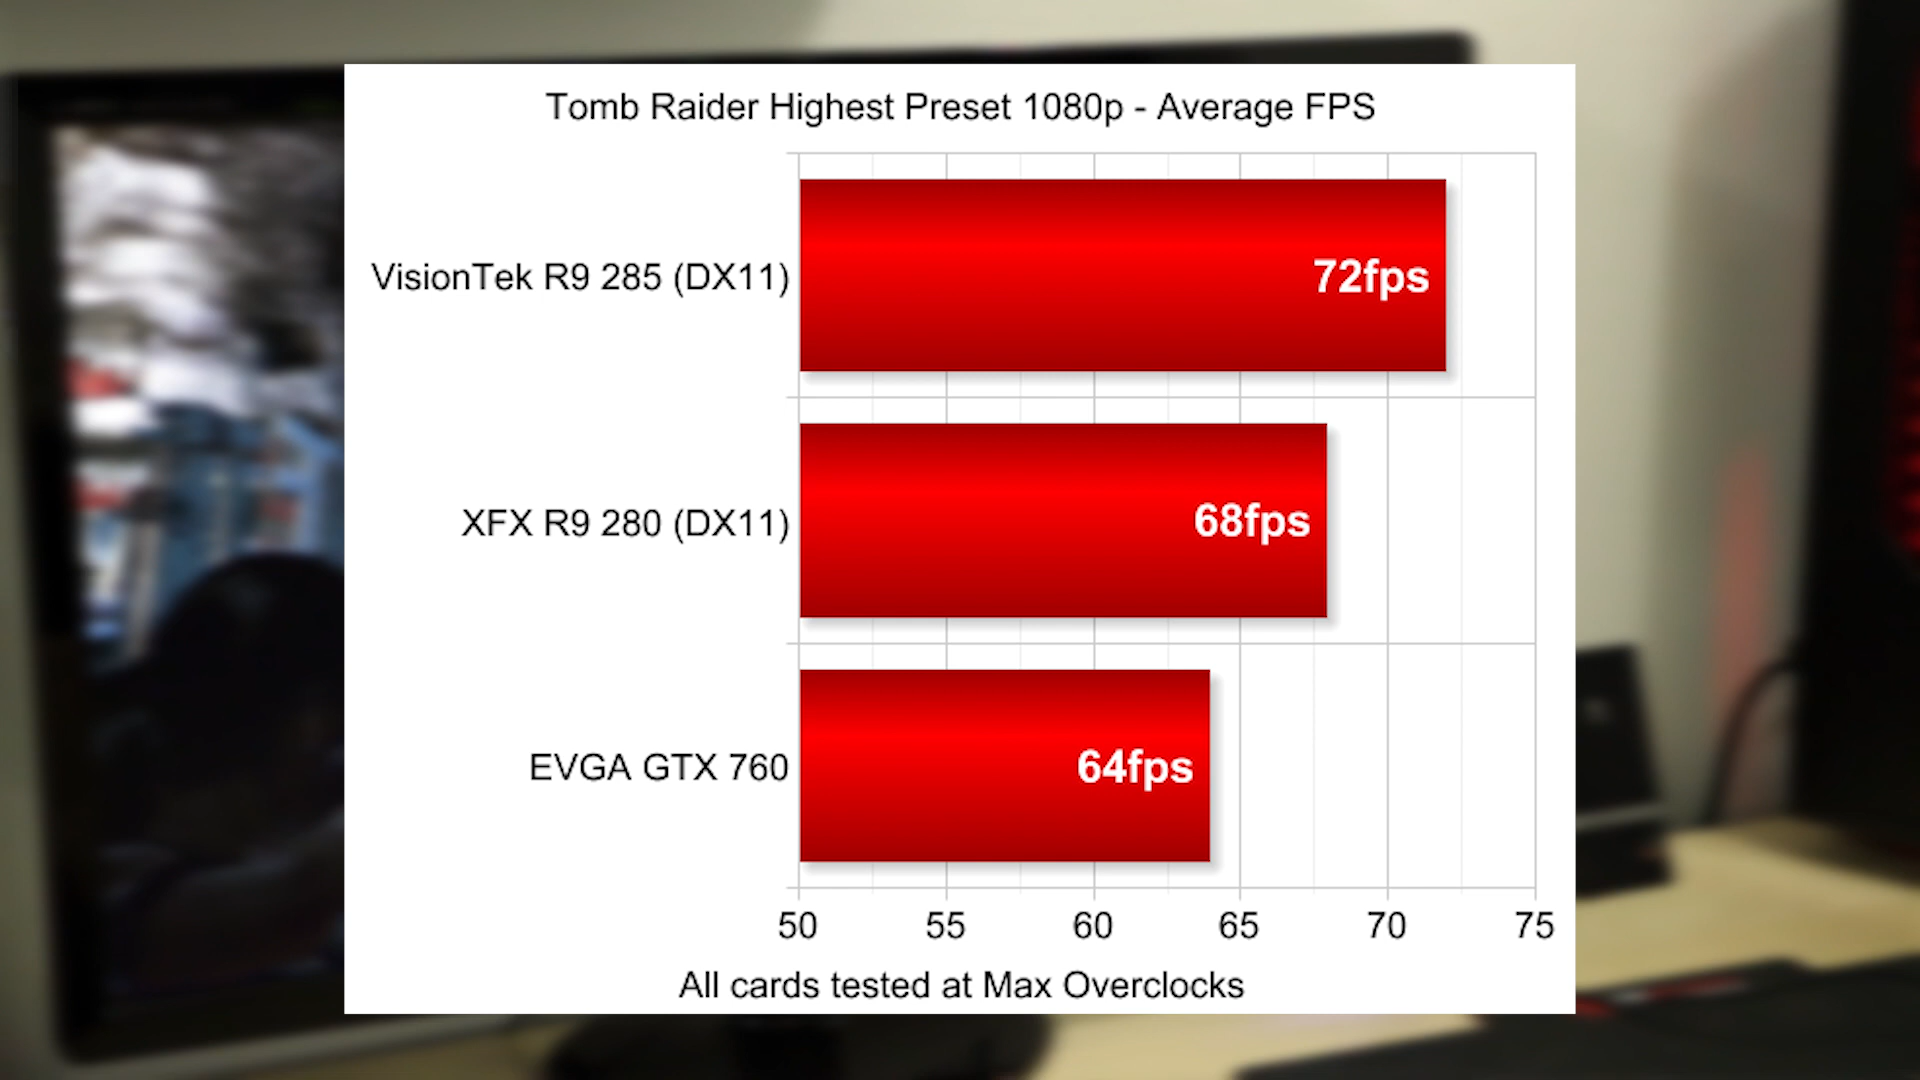 Tomb Raider Highest Preset 1080p - Average FPS
VisionTek R9 285 (DX11)
72fps
XFX R9 280 (DX11)
68fps
EVGA GTX 760
64fps
50 55 60 65 70 75
All cards tested at Max Overclocks